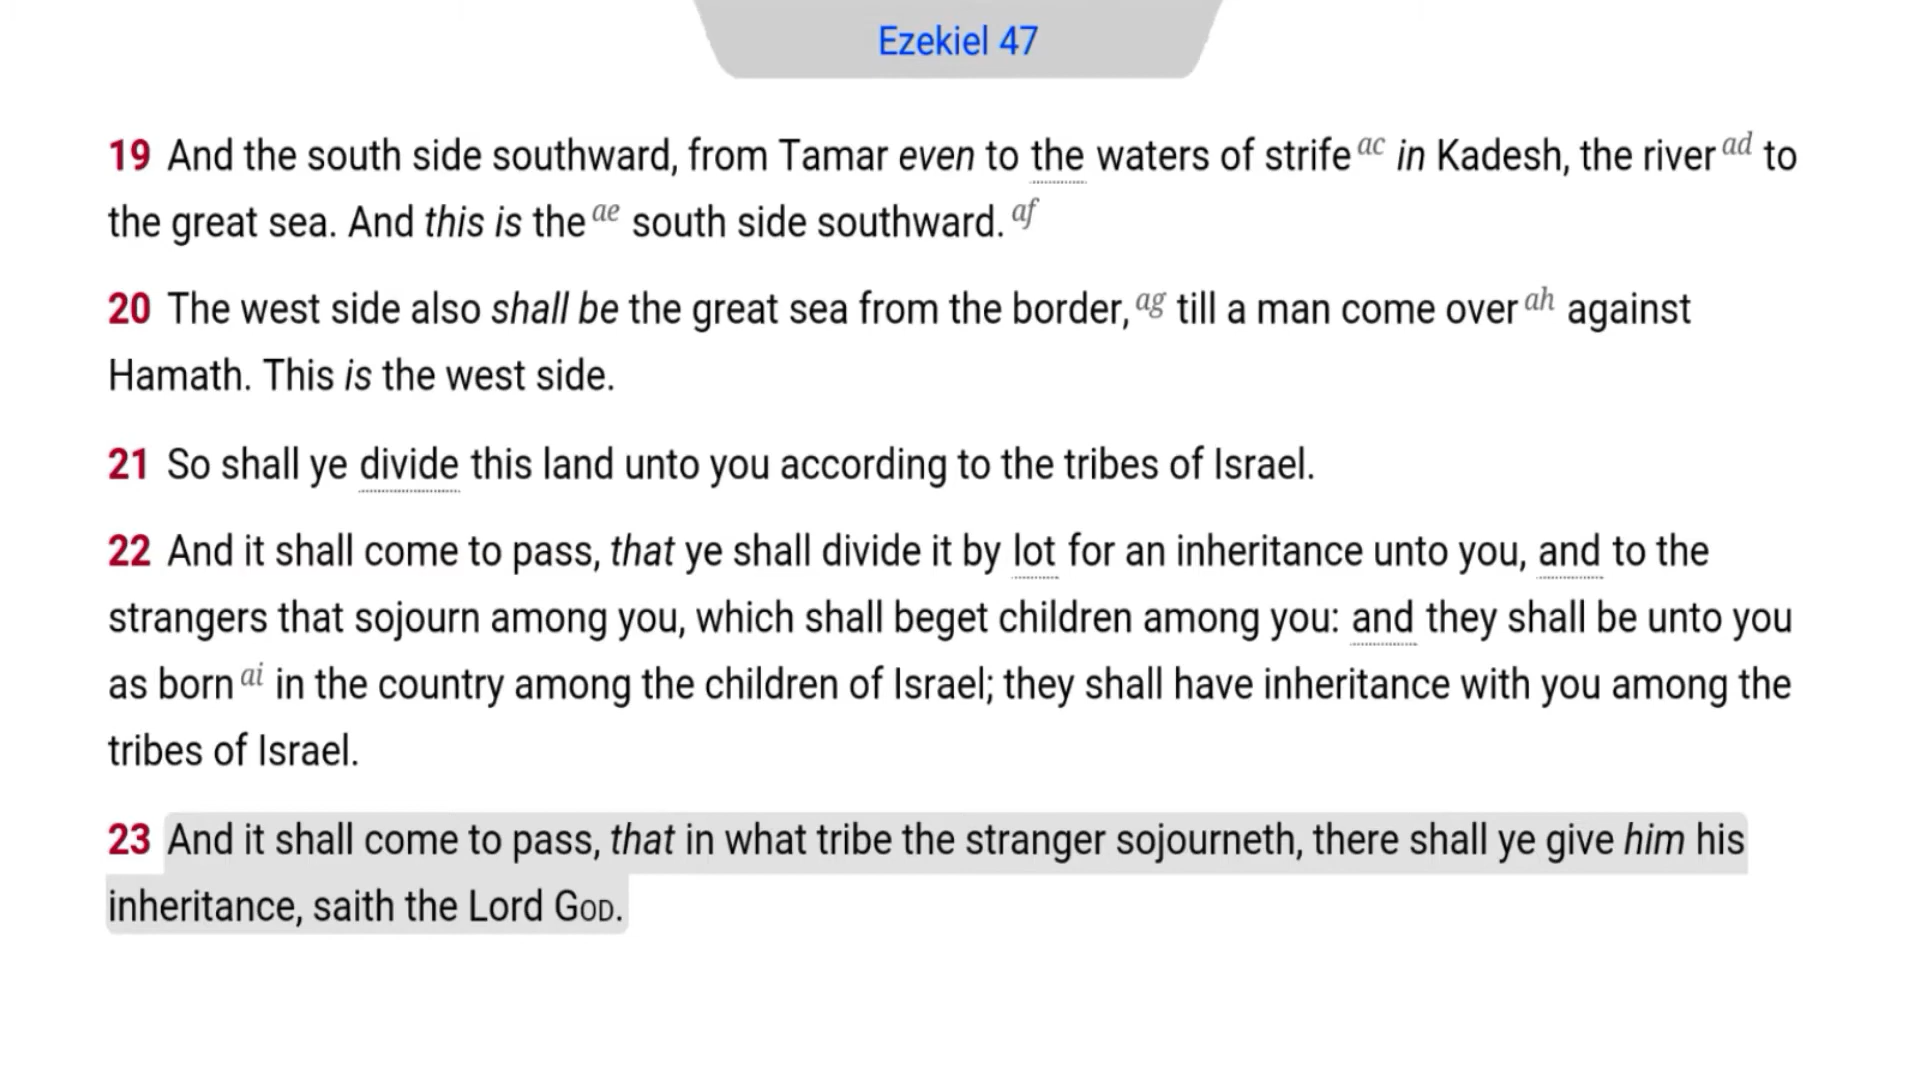 Ezekiel 47
19 And the south side southward, from Tamar even to the waters of strife ac in Kadesh, the river ad to
the great sea. And this is the ae south side southward. af
20 The west side also shall be the great sea from the border, ag till a man come over ah against
Hamath. This is the west side.
21 So shall ye divide this land unto you according to the tribes of Israel.
22 And it shall come to pass, that ye shall divide it by lot for an inheritance unto you, and to the
strangers that sojourn among you, which shall beget children among you: and they shall be unto you
as born ai in the country among the children of Israel; they shall have inheritance with you among the
tribes of Israel.
23 And it shall come to pass, that in what tribe the stranger sojourneth, there shall ye give him his
inheritance, saith the Lord GOD.